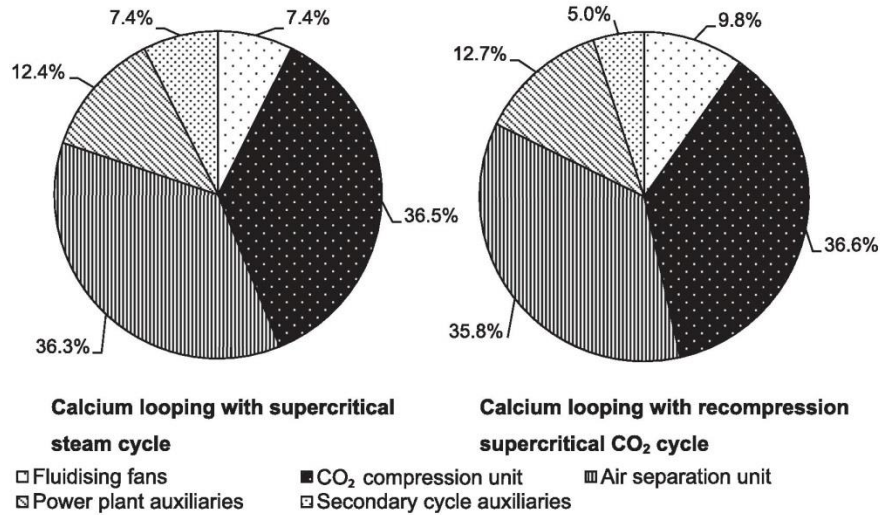 7.4% 7.4% 5.0% 9.8%
12.4% 12.7%
36.5% 36.6%
36.3% 35.8%
Calcium looping with supercritical
steam cycle
Calcium looping with recompression
supercritical CO₂ cycle
Fluidising fans CO₂ compression unit Air separation unit
Power plant auxiliaries Secondary cycle auxiliaries